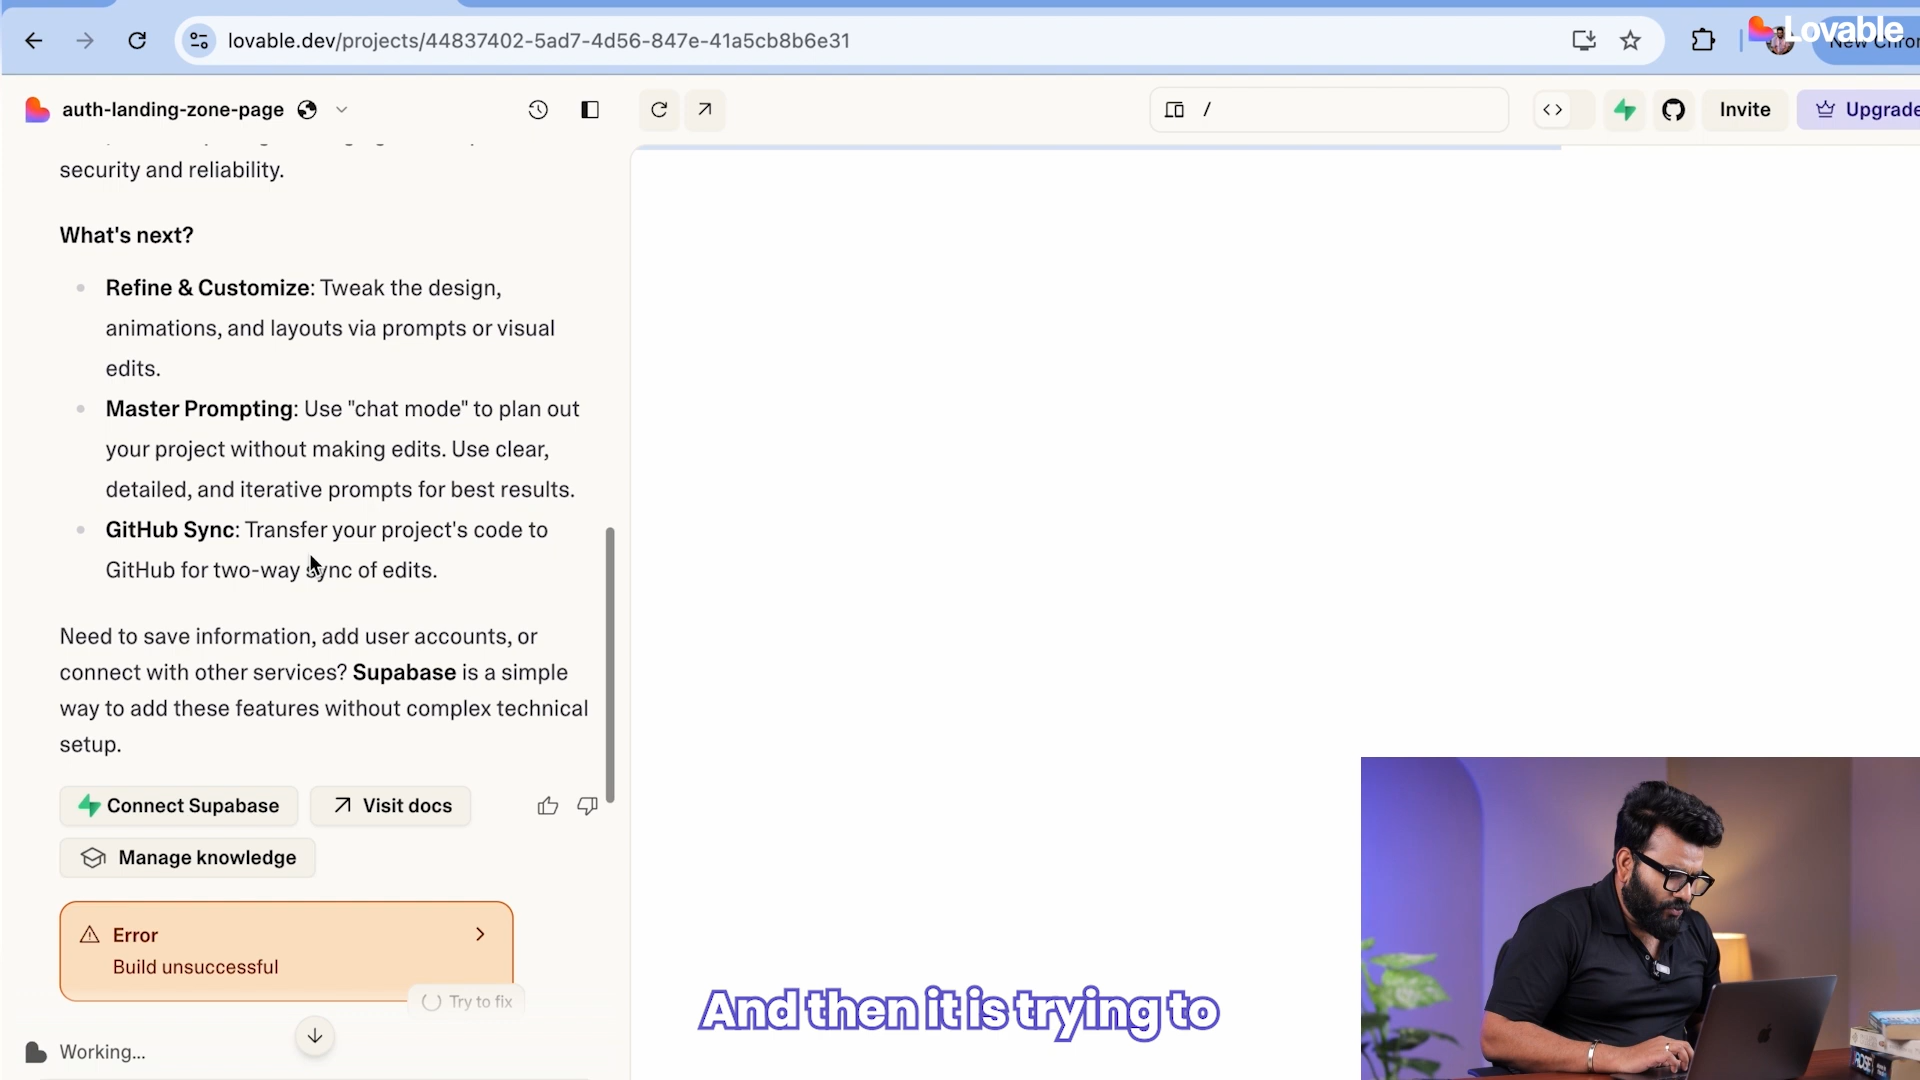 lovable.dev/projects/44837402-5ad7-4d56-847e-41a5cb8b6e31
Lovable
auth-landing-zone-page
/
Invite
Upgrade
security and reliability.
What's next?
Refine & Customize: Tweak the design,
animations, and layouts via prompts or visual
edits.
Master Prompting: Use "chat mode" to plan out
your project without making edits. Use clear,
detailed, and iterative prompts for best results.
GitHub Sync: Transfer your project's code to
GitHub for two-way sync of edits.
Need to save information, add user accounts, or
connect with other services? Supabase is a simple
way to add these features without complex technical
setup.
Connect Supabase
Visit docs
Manage knowledge
Error
Build unsuccessful
Try to fix
Working...
And then it is trying to